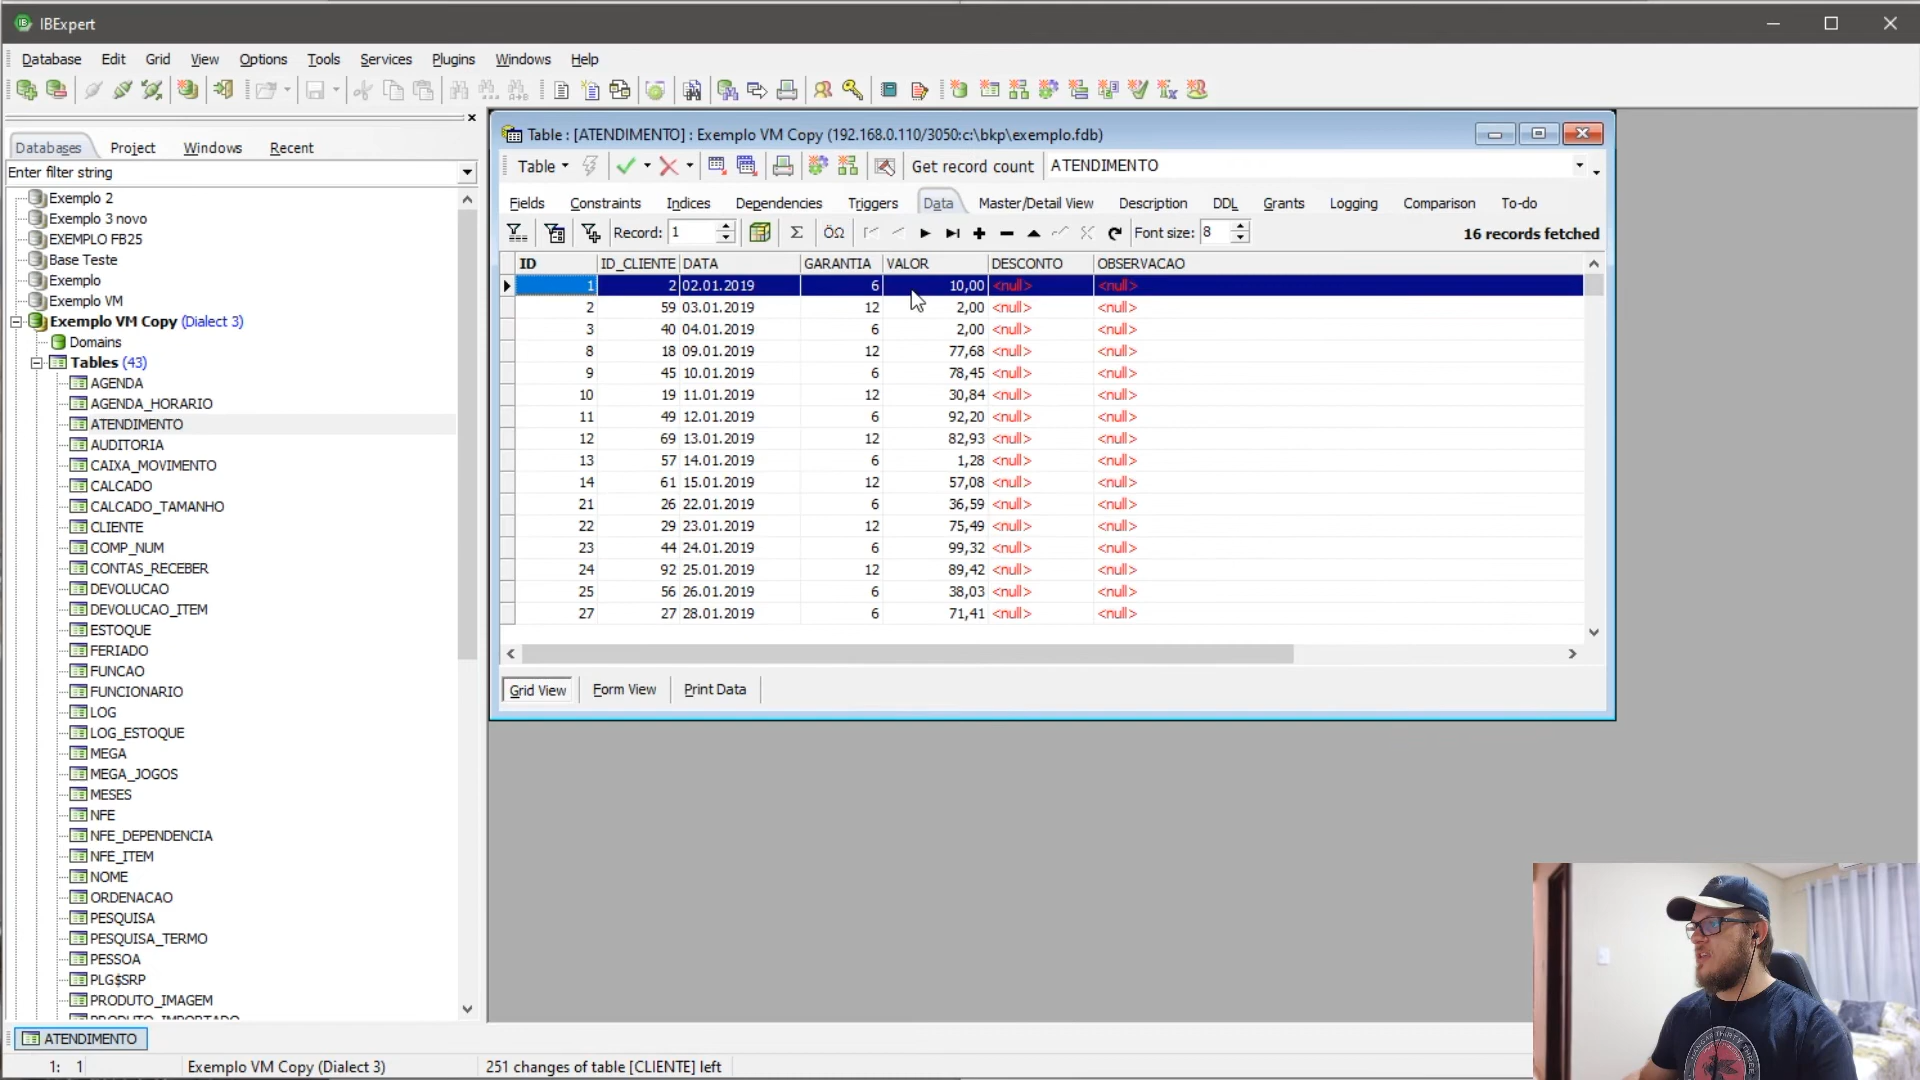 IBExpert
Database Edit Grid View Options Tools Services Plugins Windows Help
Databases Project Windows Recent
Enter filter string
Exemplo 2
Exemplo 3 novo
EXEMPLO FB25
Base Teste
Exemplo
Exemplo VM
Exemplo VM Copy (Dialect 3)
Domains
Tables (43)
AGENDA
AGENDA_HORARIO
ATENDIMENTO
AUDITORIA
CAIXA_MOVIMENTO
CALCADO
CALCADO_TAMANHO
CLIENTE
COMP_NUM
CONTAS_RECEBER
DEVOLUCAO
DEVOLUCAO_ITEM
ESTOQUE
FERIADO
FUNCAO
FUNCIONARIO
LOG
LOG_ESTOQUE
MEGA
MEGA_JOGOS
MESES
NFE
NFE_DEPENDENCIA
NFE_ITEM
NOME
ORDENACAO
PESQUISA
PESQUISA_TERMO
PESSOA
PLG$SRP
PRODUTO_IMAGEM
PRODUTO_IMPORTADO
Table : [ATENDIMENTO] : Exemplo VM Copy (192.168.0.110/3050:c:\bkp\exemplo.fdb)
Table Get record count ATENDIMENTO
Fields Constraints Indices Dependencies Triggers Data Master/Detail View Description DDL Grants Logging Comparison To-do
Record: 1 Σ ÖΩ Font size: 8 16 records fetched
ID ID_CLIENTE DATA GARANTIA VALOR DESCONTO OBSERVACAO
1 2 02.01.2019 6 10,00 <null> <null>
2 59 03.01.2019 12 2,00 <null> <null>
3 40 04.01.2019 6 2,00 <null> <null>
8 18 09.01.2019 12 77,68 <null> <null>
9 45 10.01.2019 6 78,45 <null> <null>
10 19 11.01.2019 12 30,84 <null> <null>
11 49 12.01.2019 6 92,20 <null> <null>
12 69 13.01.2019 12 82,93 <null> <null>
13 57 14.01.2019 6 1,28 <null> <null>
14 61 15.01.2019 12 57,08 <null> <null>
21 26 22.01.2019 6 36,59 <null> <null>
22 29 23.01.2019 12 75,49 <null> <null>
23 44 24.01.2019 6 99,32 <null> <null>
24 92 25.01.2019 12 89,42 <null> <null>
25 56 26.01.2019 6 38,03 <null> <null>
27 27 28.01.2019 6 71,41 <null> <null>
Grid View Form View Print Data
ATENDIMENTO
1: 1 Exemplo VM Copy (Dialect 3) 251 changes of table [CLIENTE] left